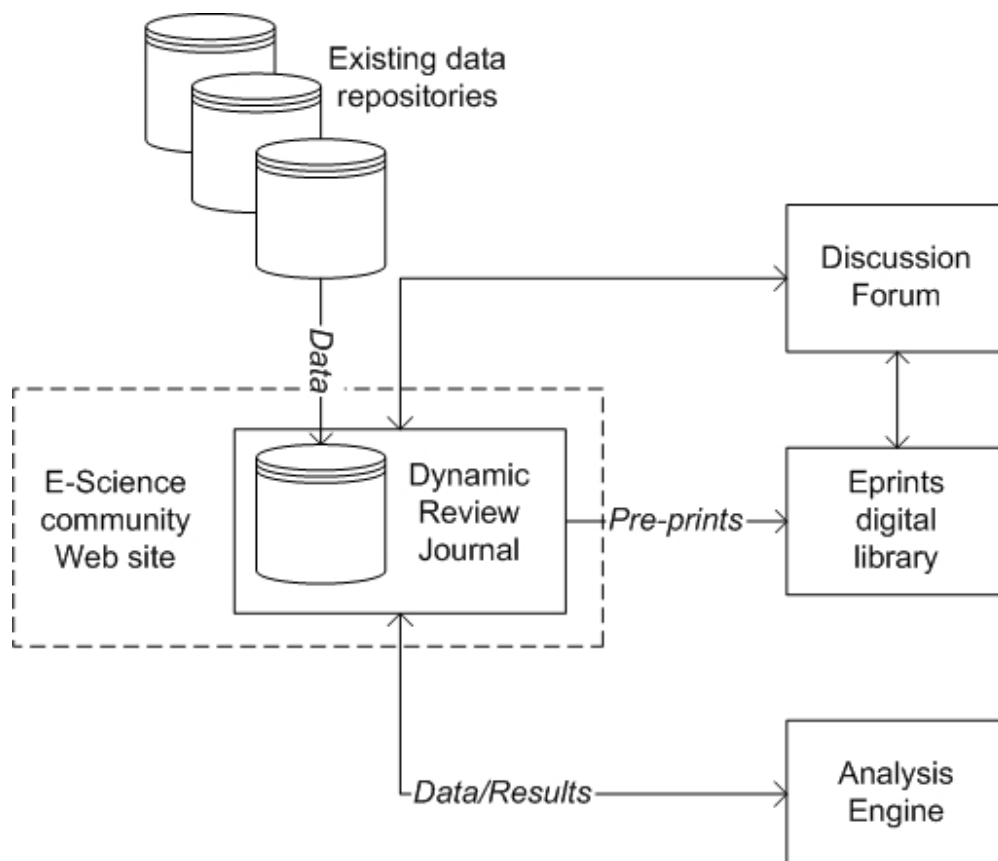 Existing data
repositories
Discussion
Forum
Data
E-Science
community
Web site
Dynamic
Review
Journal
Pre-prints
Eprints
digital
library
Data/Results
Analysis
Engine